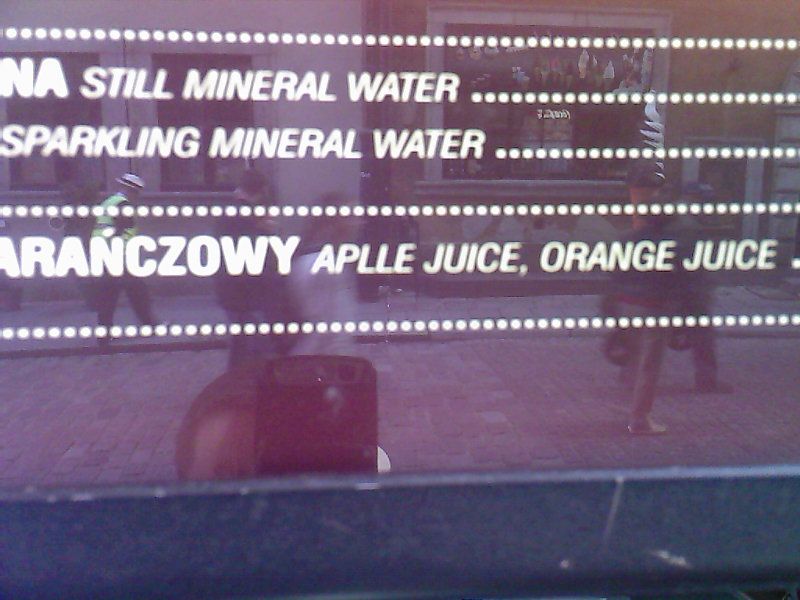 NA STILL MINERAL WATER
SPARKLING MINERAL WATER
ARAŃCZOWY APLLE JUICE, ORANGE JUICE